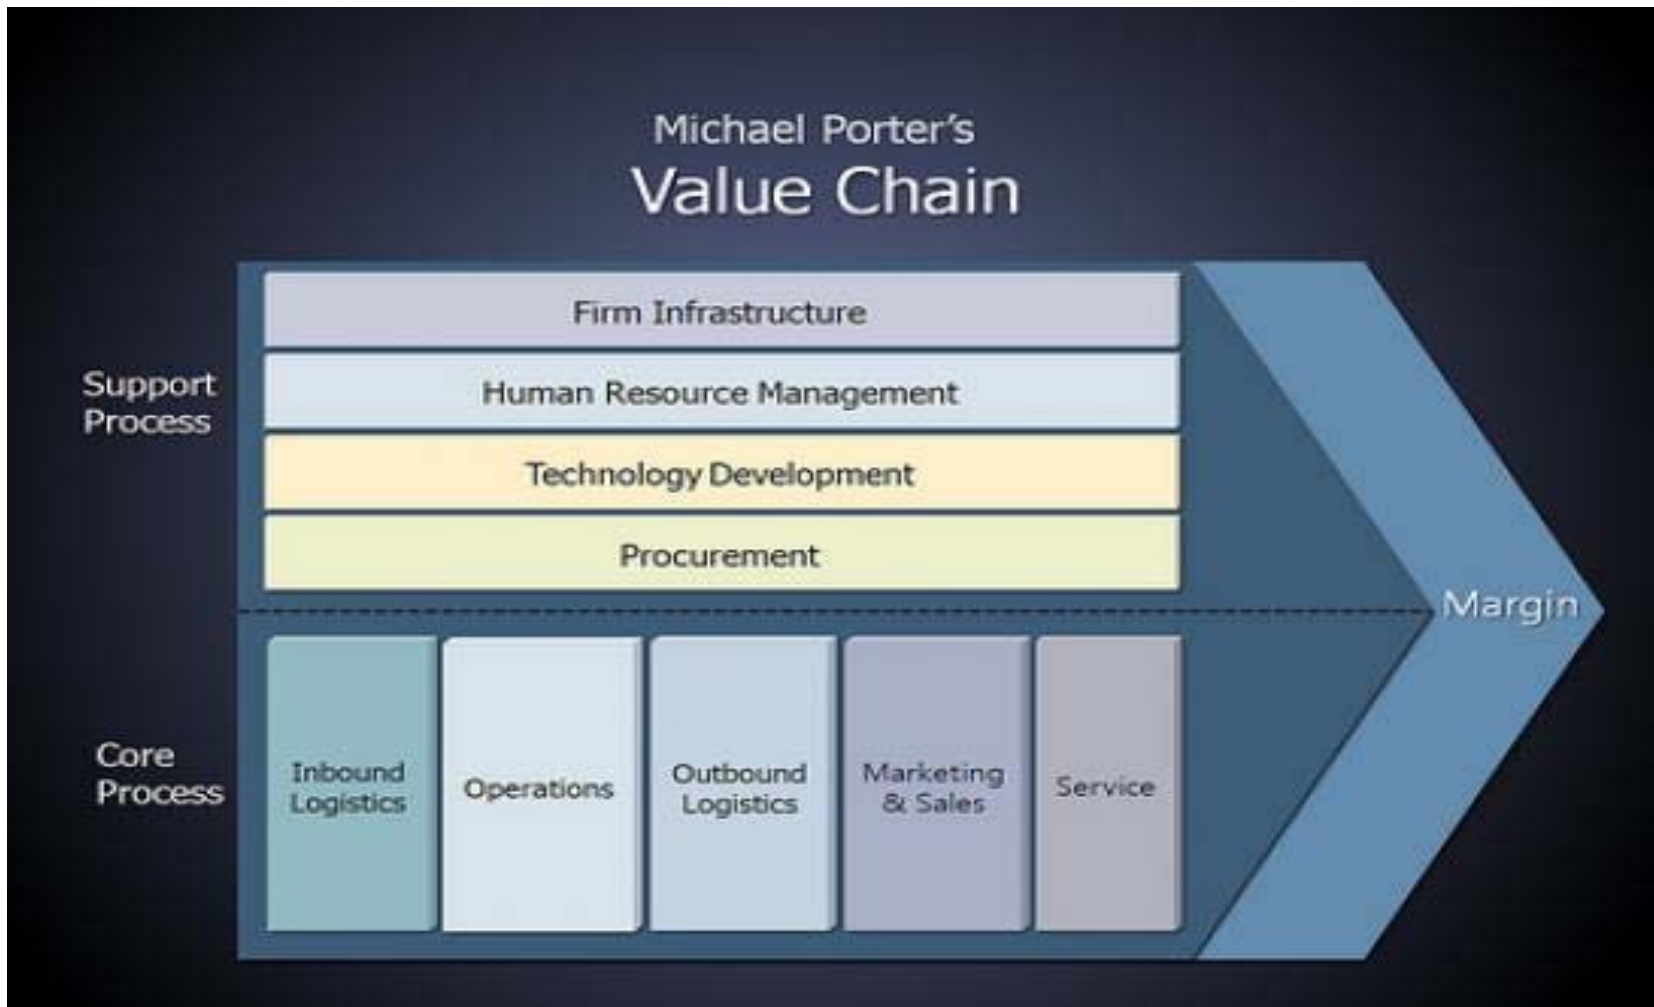 Michael Porter's
Value Chain
Support
Process
Firm Infrastructure
Human Resource Management
Technology Development
Procurement
Margin
Core
Process
Inbound
Logistics
Operations
Outbound
Logistics
Marketing
& Sales
Service